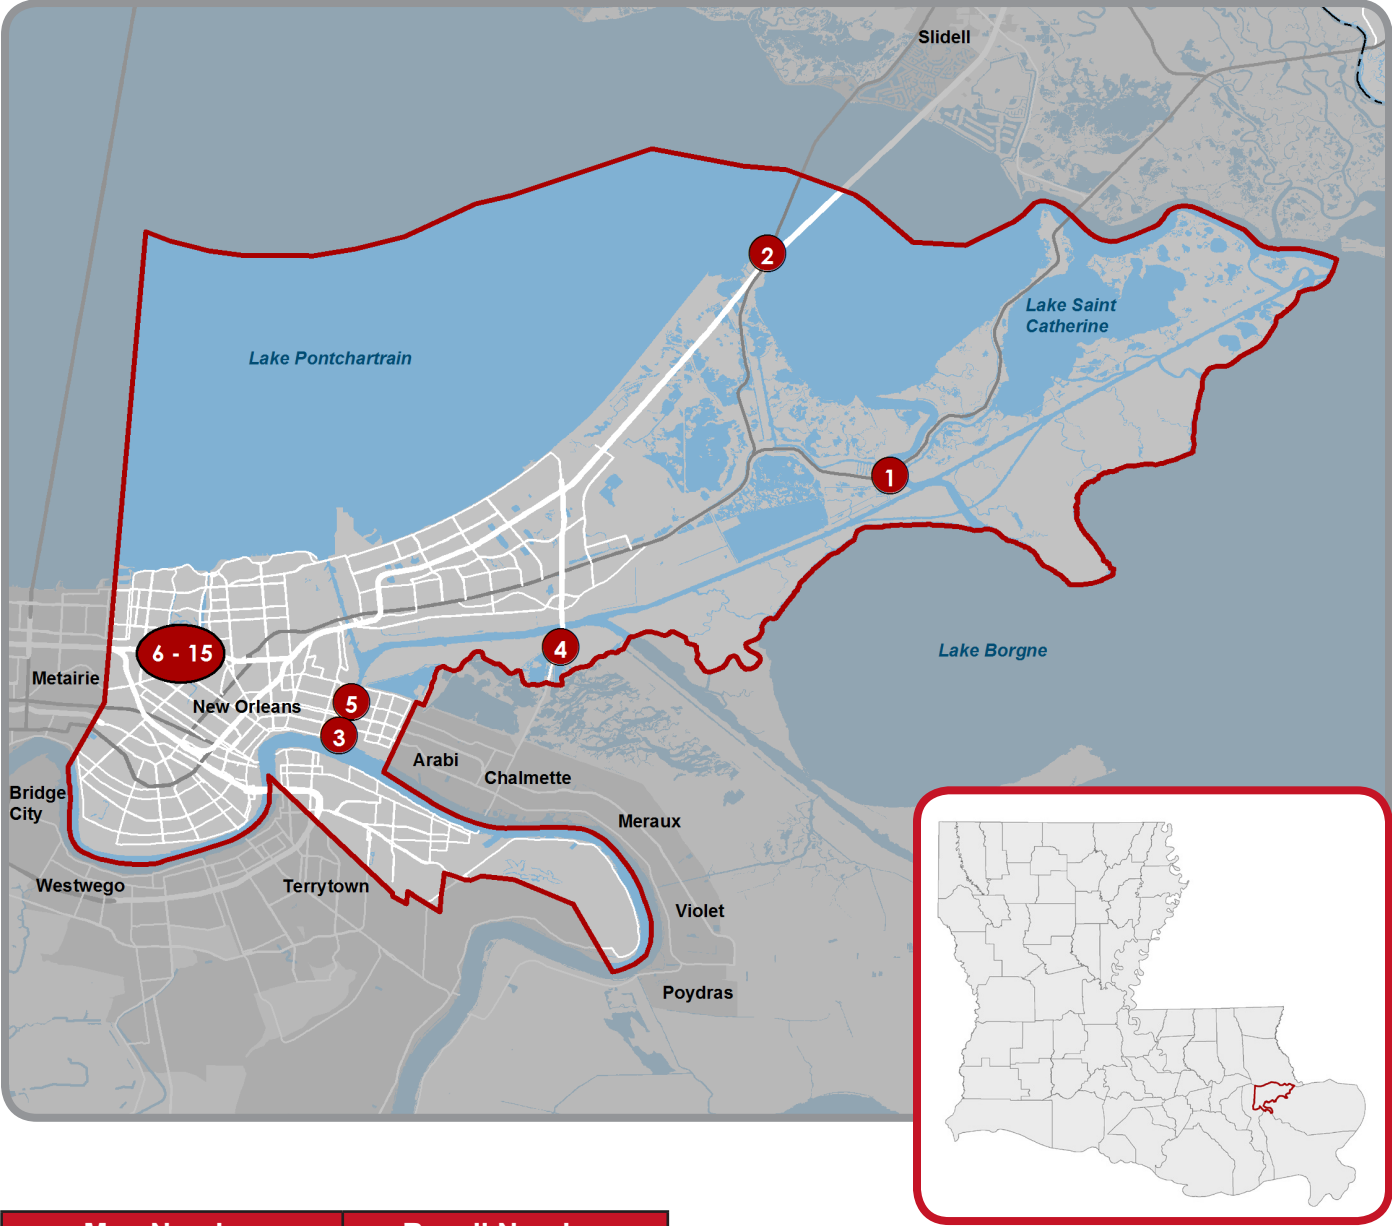 Slidell
2
Lake Saint
Catherine
Lake Pontchartrain
1
4
6 - 15
Lake Borgne
Metairie
New Orleans
5
3
Arabi
Chalmette
Bridge
City
Meraux
Westwego
Terrytown
Violet
Poydras